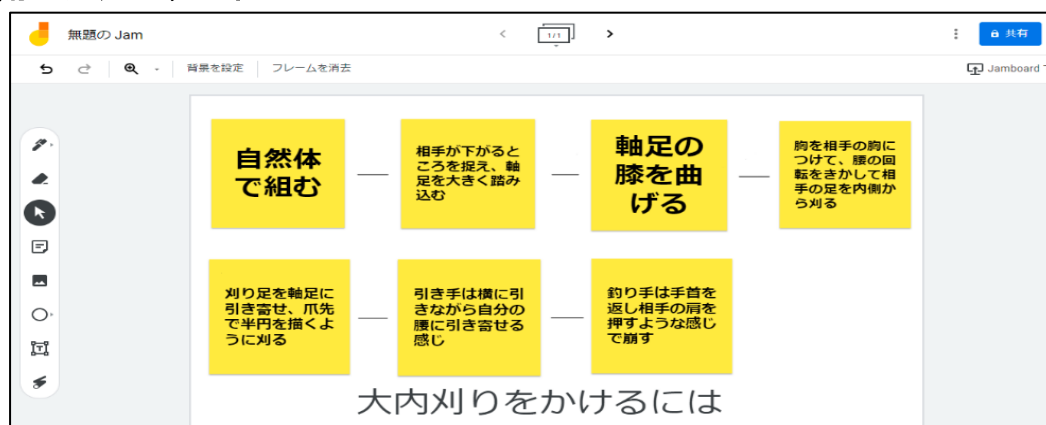 無題の Jam
1/1
共有
背景を設定
フレームを消去
Jamboard
自然体
で組む
相手が下がると
ころを捉え、軸
足を大きく踏み
込む
軸足の
膝を曲
げる
胸を相手の胸に
つけて、腰の回
転をきかして相
手の足を内側か
ら刈る
刈り足を軸足に
引き寄せ、爪先
で半円を描くよ
うに刈る
引き手は横に引
きながら自分の
腰に引き寄せる
感じ
釣り手は手首を
返し相手の肩を
押すような感じ
で崩す
大内刈りをかけるには